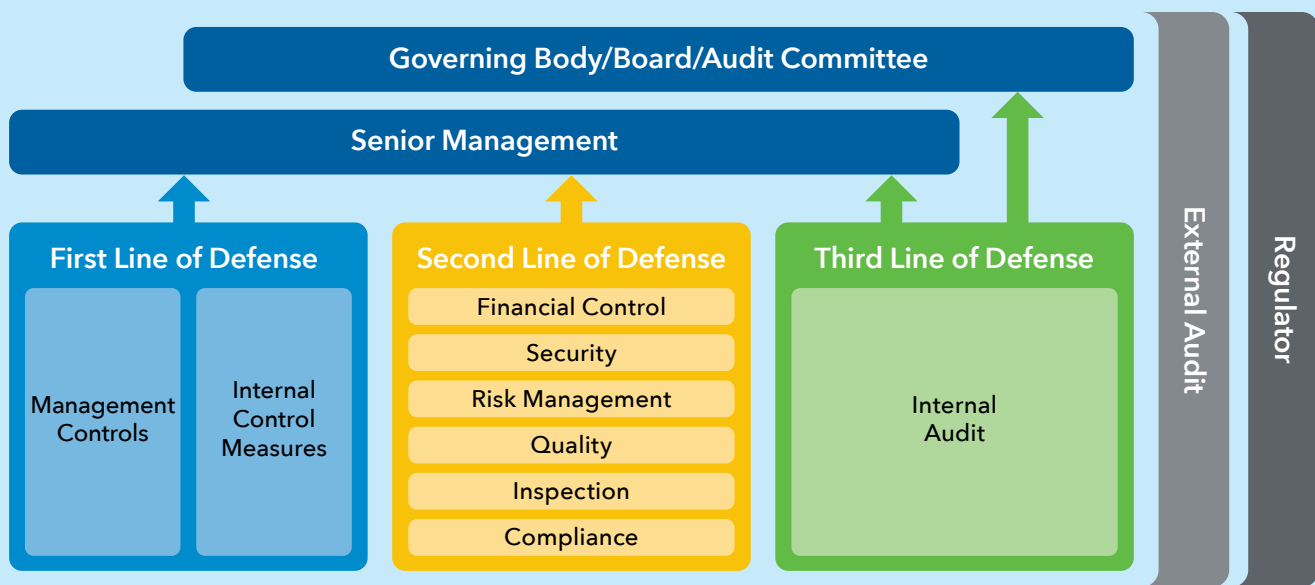 Governing Body/Board/Audit Committee
Senior Management
First Line of Defense
Management
Controls
Internal
Control
Measures
Second Line of Defense
Financial Control
Security
Risk Management
Quality
Inspection
Compliance
Third Line of Defense
Internal
Audit
External Audit
Regulator